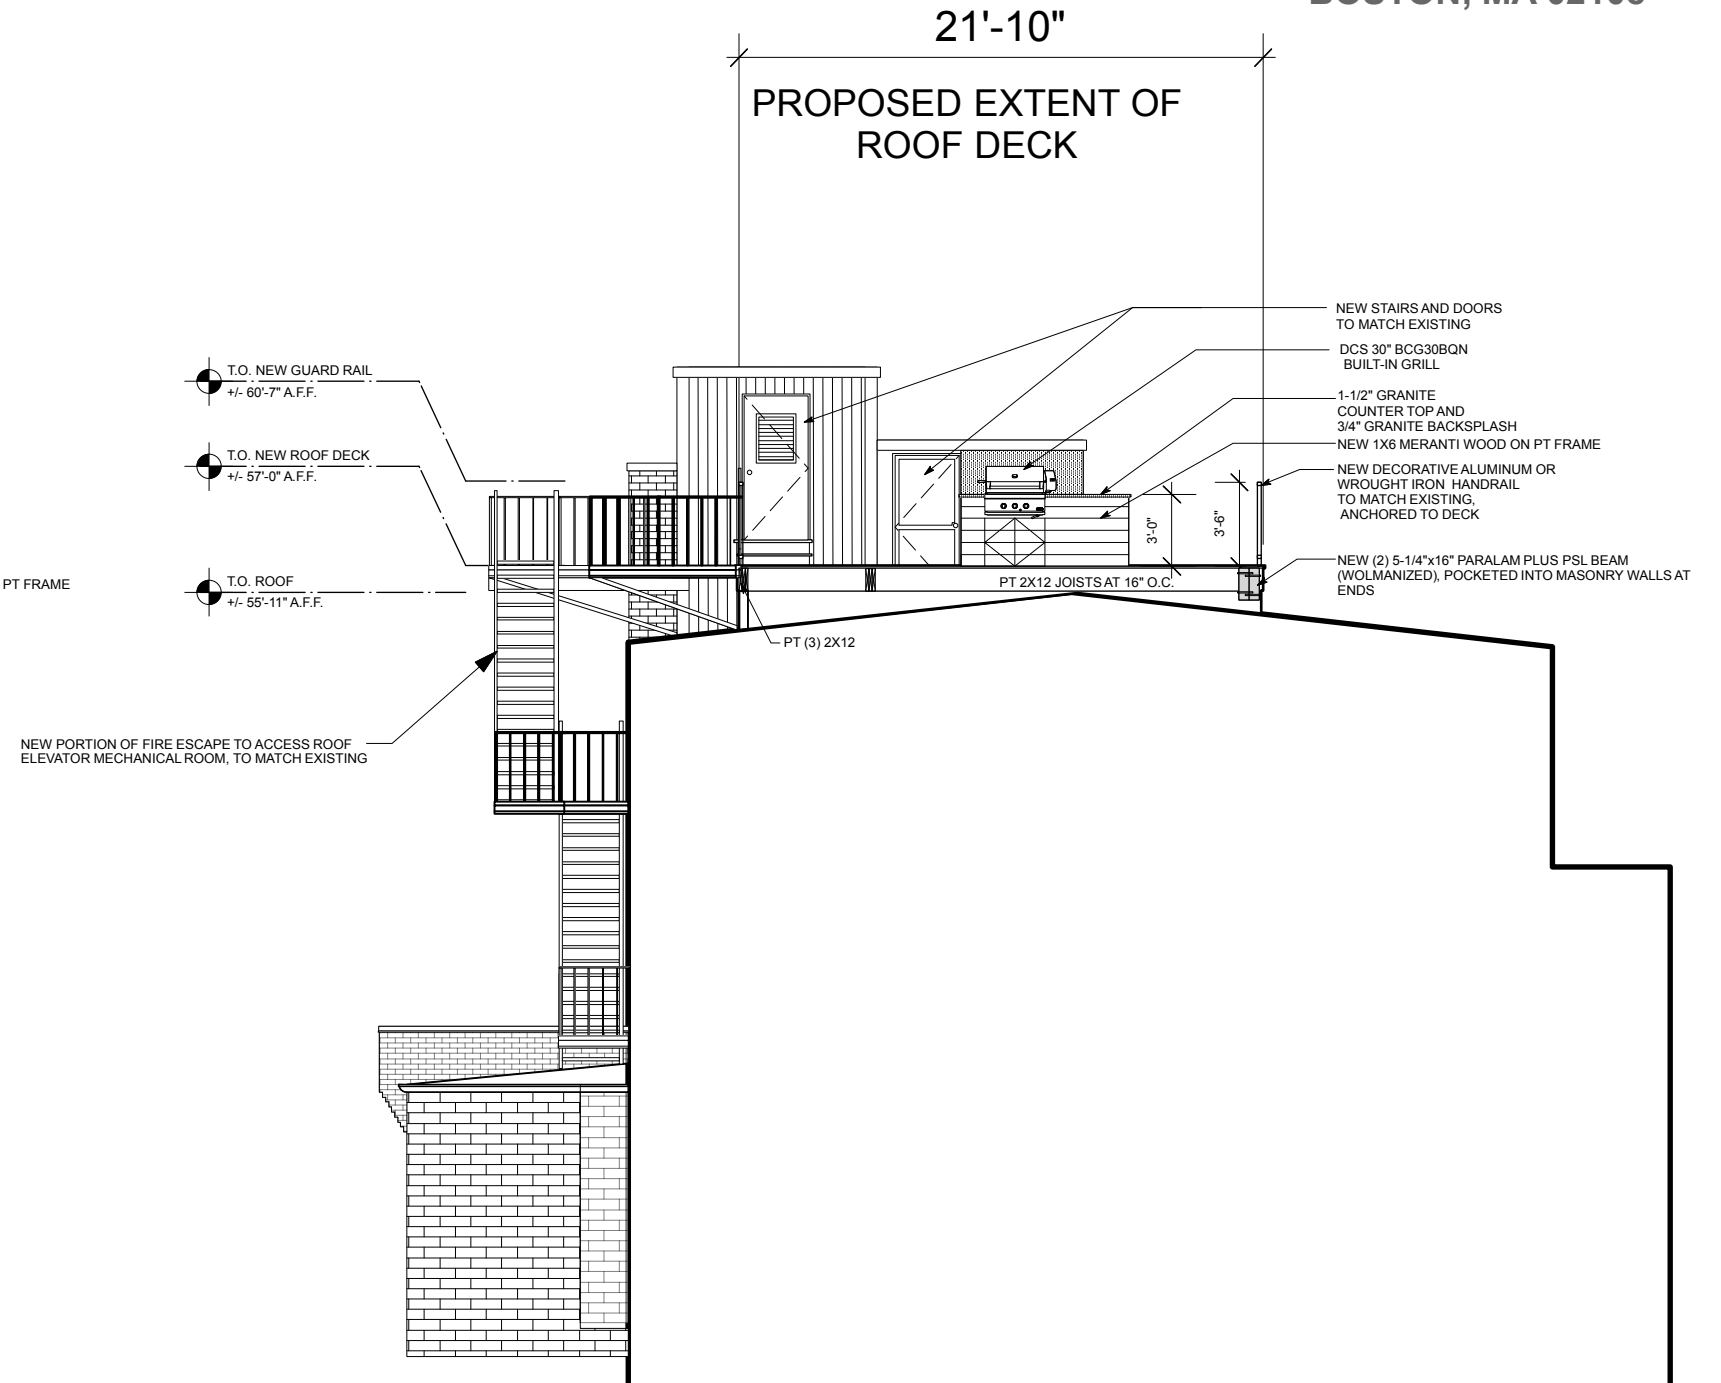 21'-10"
PROPOSED EXTENT OF
ROOF DECK
NEW STAIRS AND DOORS
TO MATCH EXISTING
DCS 30" BCG30BQN
BUILT-IN GRILL
1-1/2" GRANITE
COUNTER TOP AND
3/4" GRANITE BACKSPLASH
NEW 1X6 MERANTI WOOD ON PT FRAME
NEW DECORATIVE ALUMINUM OR
WROUGHT IRON HANDRAIL
TO MATCH EXISTING,
ANCHORED TO DECK
NEW (2) 5-1/4"x16" PARALAM PLUS PSL BEAM
(WOLMANIZED), POCKETED INTO MASONRY WALLS AT
ENDS
T.O. NEW GUARD RAIL
+/- 60'-7" A.F.F.
T.O. NEW ROOF DECK
+/- 57'-0" A.F.F.
T.O. ROOF
+/- 55'-11" A.F.F.
PT FRAME
3'-0"
3'-6"
PT 2X12 JOISTS AT 16" O.C.
PT (3) 2X12
NEW PORTION OF FIRE ESCAPE TO ACCESS ROOF
ELEVATOR MECHANICAL ROOM, TO MATCH EXISTING